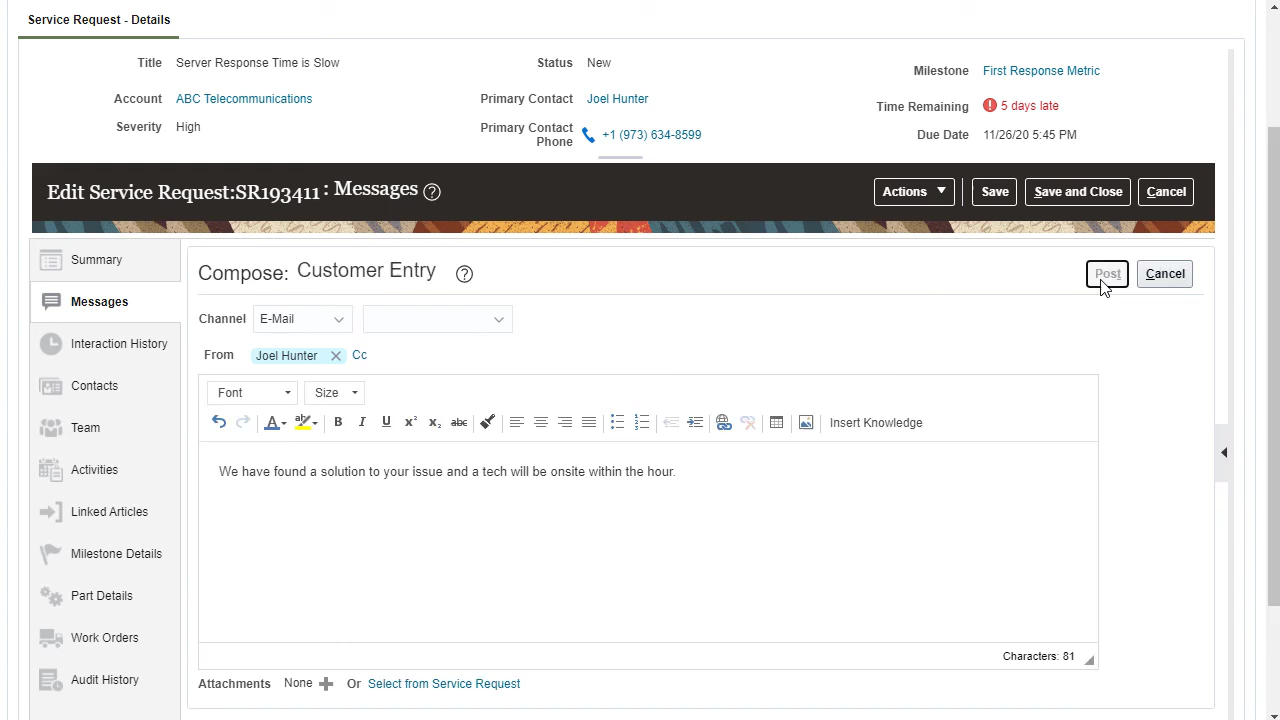 Service Request - Details
Title Server Response Time is Slow
Status New
Milestone First Response Metric
Account ABC Telecommunications
Primary Contact Joel Hunter
Time Remaining 5 days late
Severity High
Primary Contact Phone +1 (973) 634-8599
Due Date 11/26/20 5:45 PM
Edit Service Request:SR193411 : Messages ?
Actions
Save
Save and Close
Cancel
Summary
Messages
Interaction History
Contacts
Team
Activities
Linked Articles
Milestone Details
Part Details
Work Orders
Audit History
Compose: Customer Entry ?
Post
Cancel
Channel E-Mail
From Joel Hunter Cc
Font Size
A ab B I U x² x₂ abc Insert Knowledge
We have found a solution to your issue and a tech will be onsite within the hour.
Characters: 81
Attachments None Or Select from Service Request